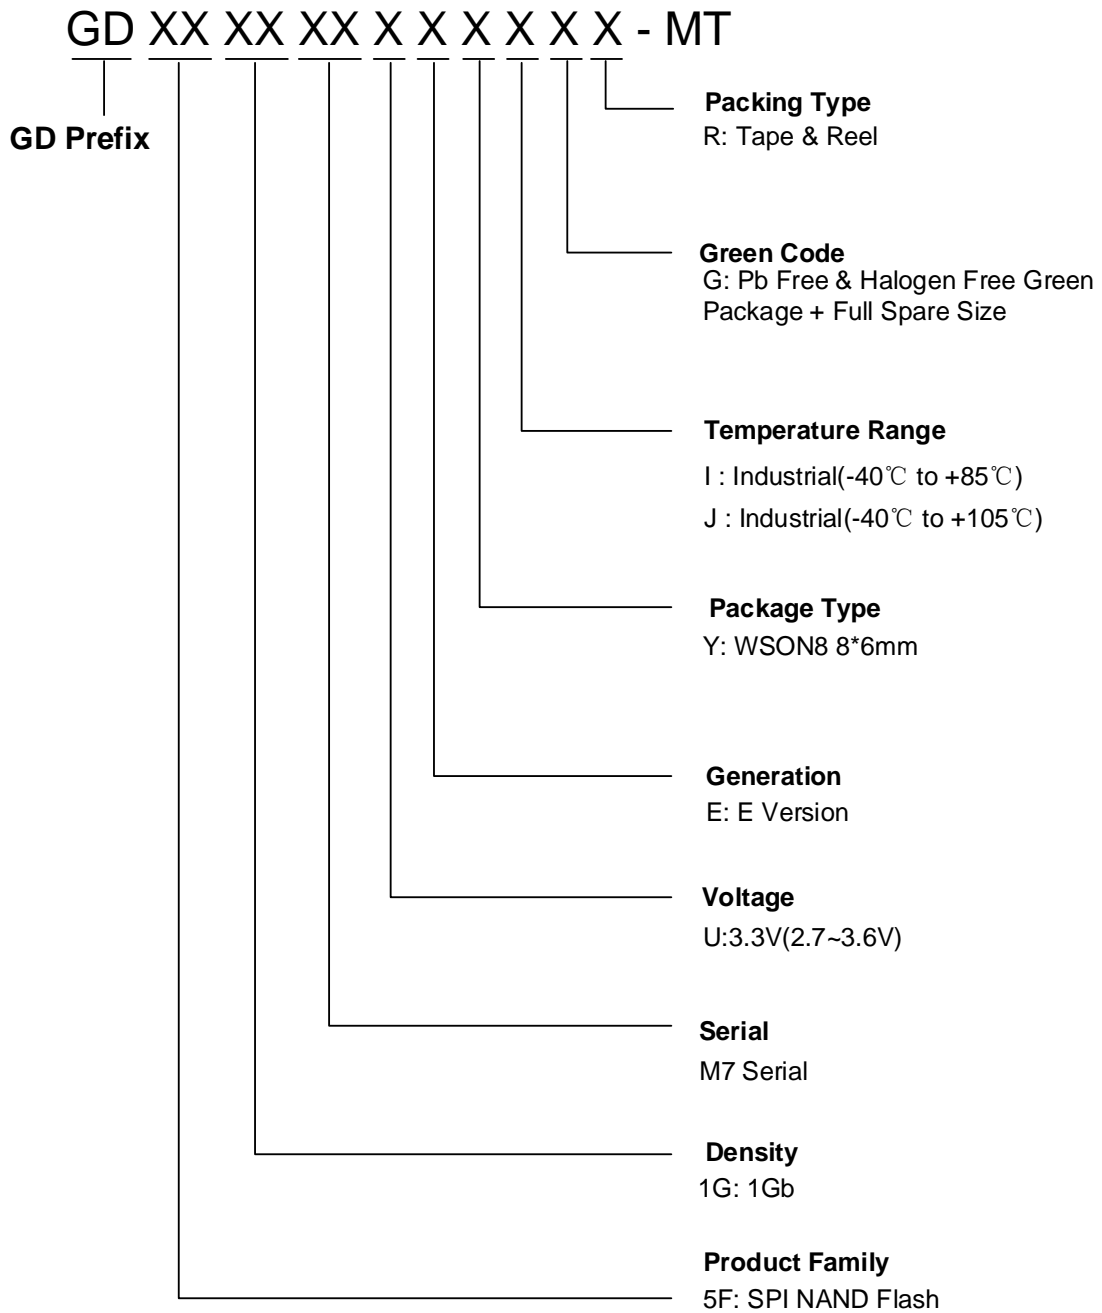 GD XX XX XX X X X X X X - MT
GD Prefix
Packing Type
R: Tape & Reel
Green Code
G: Pb Free & Halogen Free Green
Package + Full Spare Size
Temperature Range
I : Industrial(-40℃ to +85℃)
J : Industrial(-40℃ to +105℃)
Package Type
Y: WSON8 8*6mm
Generation
E: E Version
Voltage
U:3.3V(2.7~3.6V)
Serial
M7 Serial
Density
1G: 1Gb
Product Family
5F: SPI NAND Flash